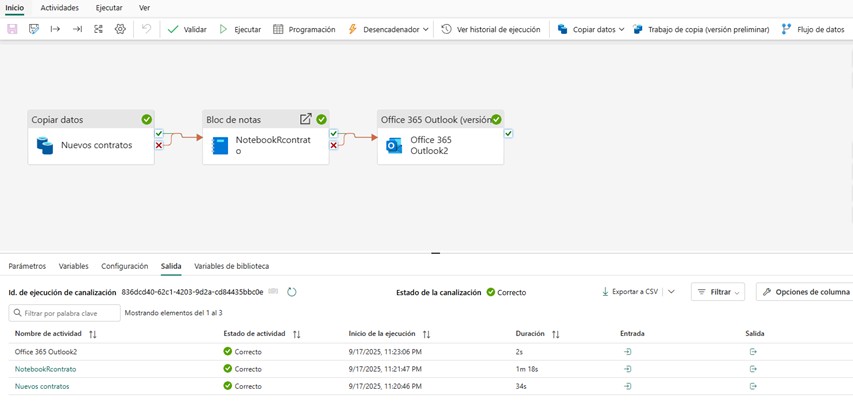 Inicio Actividades Ejecutar Ver
Validar Ejecutar Programación Desencadenador Ver historial de ejecución Copiar datos Trabajo de copia (versión preliminar) Flujo de datos
Copiar datos
Nuevos contratos
Bloc de notas
NotebookRcontrat
o
Office 365 Outlook (versión
Office 365
Outlook2
Parámetros Variables Configuración Salida Variables de biblioteca
Id. de ejecución de canalización 836dcd40-62c1-4203-9d2a-cd84435bbc0e Estado de la canalización Correcto Exportar a CSV Filtrar Opciones de columna
Filtrar por palabra clave Mostrando elementos del 1 al 3
Nombre de actividad Estado de actividad Inicio de la ejecución Duración Entrada Salida
Office 365 Outlook2 Correcto 9/17/2025, 11:23:06 PM 2s
NotebookRcontrato Correcto 9/17/2025, 11:21:47 PM 1m 18s
Nuevos contratos Correcto 9/17/2025, 11:20:46 PM 34s